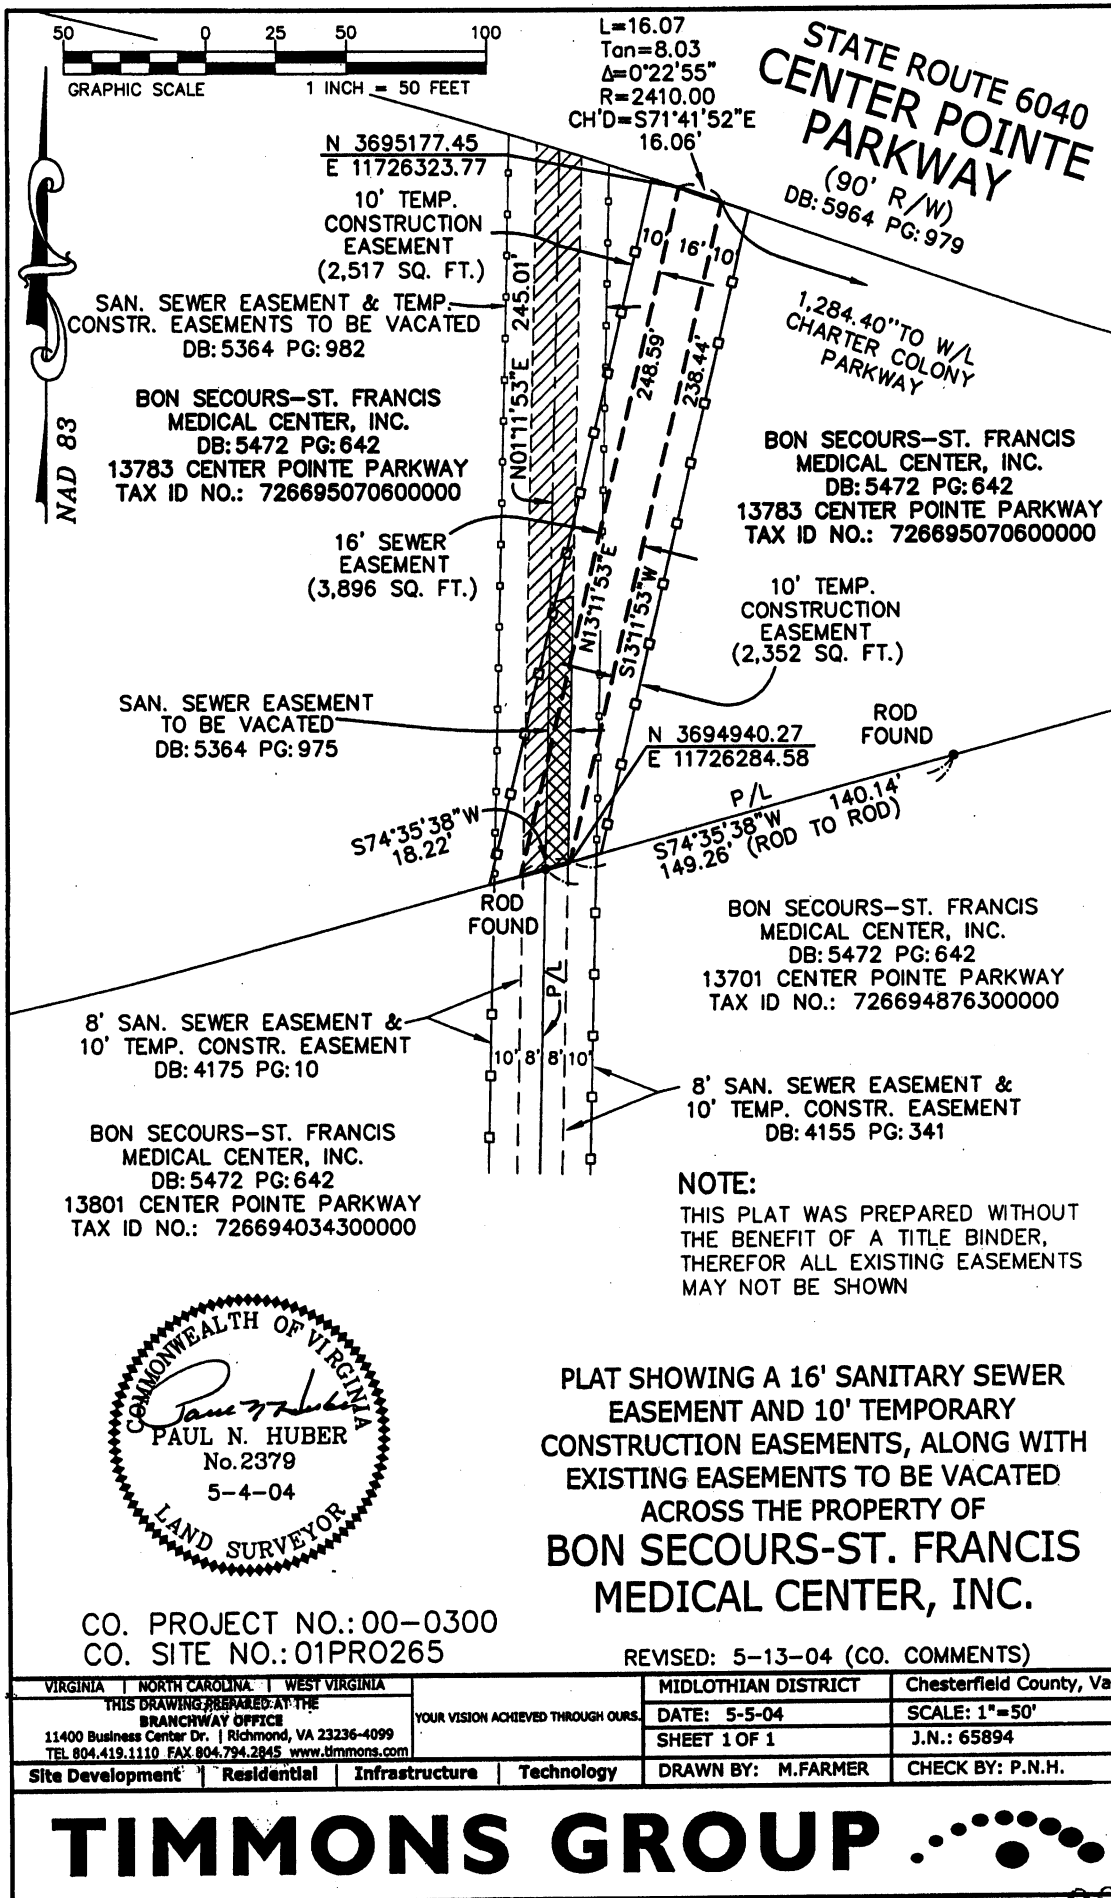 50 0 25 50 100
GRAPHIC SCALE 1 INCH = 50 FEET
L=16.07
Tan=8.03
Δ=0°22'55"
R=2410.00
CH'D=S71°41'52"E
16.06'
STATE ROUTE 6040
CENTER POINTE
PARKWAY
(90' R/W)
DB: 5964 PG: 979
N 3695177.45
E 11726323.77
10' TEMP.
CONSTRUCTION
EASEMENT
(2,517 SQ. FT.)
10' 16' 10'
SAN. SEWER EASEMENT & TEMP.
CONSTR. EASEMENTS TO BE VACATED
DB: 5364 PG: 982
N01°11'53"E 245.01'
248.59'
238.44'
1,284.40" TO W/L
CHARTER COLONY
PARKWAY
NAD 83
BON SECOURS-ST. FRANCIS
MEDICAL CENTER, INC.
DB: 5472 PG: 642
13783 CENTER POINTE PARKWAY
TAX ID NO.: 726695070600000
BON SECOURS-ST. FRANCIS
MEDICAL CENTER, INC.
DB: 5472 PG: 642
13783 CENTER POINTE PARKWAY
TAX ID NO.: 726695070600000
16' SEWER
EASEMENT
(3,896 SQ. FT.)
N13°11'53"E
S13°11'53"W
10' TEMP.
CONSTRUCTION
EASEMENT
(2,352 SQ. FT.)
SAN. SEWER EASEMENT
TO BE VACATED
DB: 5364 PG: 975
N 3694940.27
E 11726284.58
ROD
FOUND
S74°35'38"W
18.22'
P/L 140.14'
S74°35'38"W
149.26' (ROD TO ROD)
ROD
FOUND
BON SECOURS-ST. FRANCIS
MEDICAL CENTER, INC.
DB: 5472 PG: 642
13701 CENTER POINTE PARKWAY
TAX ID NO.: 726694876300000
P/L
8' SAN. SEWER EASEMENT &
10' TEMP. CONSTR. EASEMENT
DB: 4175 PG: 10
10' 8' 8' 10'
8' SAN. SEWER EASEMENT &
10' TEMP. CONSTR. EASEMENT
DB: 4155 PG: 341
BON SECOURS-ST. FRANCIS
MEDICAL CENTER, INC.
DB: 5472 PG: 642
13801 CENTER POINTE PARKWAY
TAX ID NO.: 726694034300000
NOTE:
THIS PLAT WAS PREPARED WITHOUT
THE BENEFIT OF A TITLE BINDER,
THEREFOR ALL EXISTING EASEMENTS
MAY NOT BE SHOWN
COMMONWEALTH OF VIRGINIA
Paul N Huber
PAUL N. HUBER
No.2379
5-4-04
LAND SURVEYOR
PLAT SHOWING A 16' SANITARY SEWER
EASEMENT AND 10' TEMPORARY
CONSTRUCTION EASEMENTS, ALONG WITH
EXISTING EASEMENTS TO BE VACATED
ACROSS THE PROPERTY OF
BON SECOURS-ST. FRANCIS
MEDICAL CENTER, INC.
CO. PROJECT NO.: 00-0300
CO. SITE NO.: 01PR0265
REVISED: 5-13-04 (CO. COMMENTS)
VIRGINIA | NORTH CAROLINA | WEST VIRGINIA
THIS DRAWING PREPARED AT THE
BRANCHWAY OFFICE
11400 Business Center Dr. | Richmond, VA 23236-4099
TEL 804.419.1110 FAX 804.794.2845 www.timmons.com
YOUR VISION ACHIEVED THROUGH OURS.
MIDLOTHIAN DISTRICT Chesterfield County, Va
DATE: 5-5-04 SCALE: 1"=50'
SHEET 1 OF 1 J.N.: 65894
DRAWN BY: M.FARMER CHECK BY: P.N.H.
Site Development | Residential | Infrastructure | Technology
TIMMONS GROUP